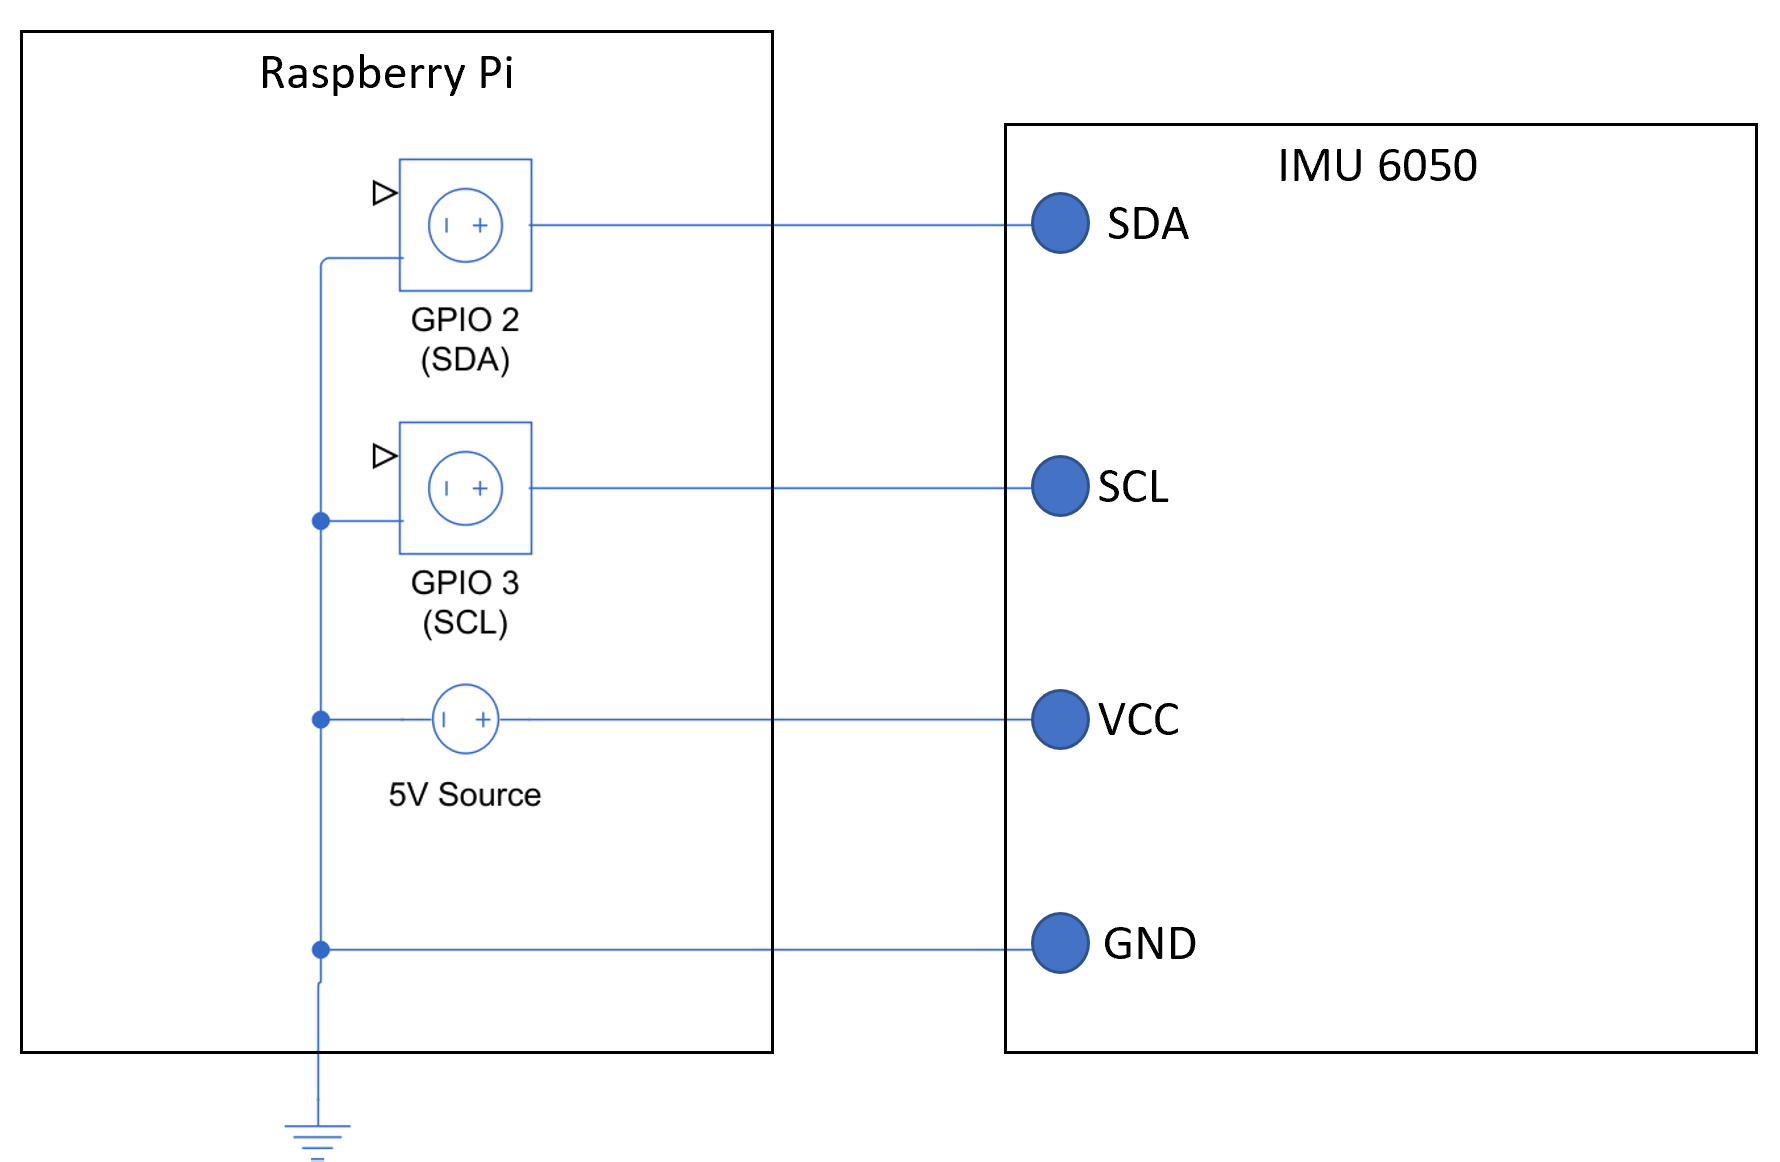 Raspberry Pi
IMU 6050
SDA
GPIO 2
(SDA)
SCL
GPIO 3
(SCL)
VCC
5V Source
GND